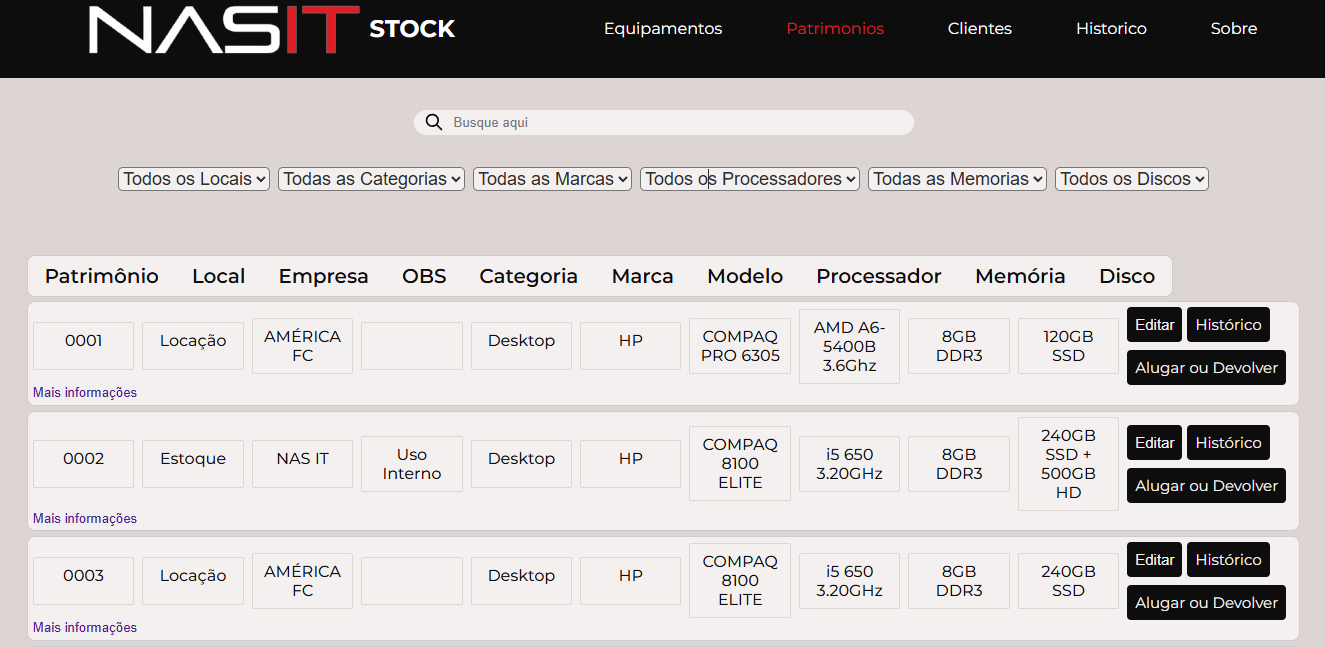 NASIT STOCK Equipamentos Patrimonios Clientes Historico Sobre
Busque aqui
Todos os Locais Todas as Categorias Todas as Marcas Todos os Processadores Todas as Memorias Todos os Discos
Patrimônio Local Empresa OBS Categoria Marca Modelo Processador Memória Disco
0001
Locação
AMÉRICA
FC
Desktop
HP
COMPAQ
PRO 6305
AMD A6-
5400B
3.6Ghz
8GB
DDR3
120GB
SSD
Editar Histórico
Alugar ou Devolver
Mais informações
0002
Estoque
NAS IT
Uso
Interno
Desktop
HP
COMPAQ
8100
ELITE
i5 650
3.20GHz
8GB
DDR3
240GB
SSD +
500GB
HD
Editar Histórico
Alugar ou Devolver
Mais informações
0003
Locação
AMÉRICA
FC
Desktop
HP
COMPAQ
8100
ELITE
i5 650
3.20GHz
8GB
DDR3
240GB
SSD
Editar Histórico
Alugar ou Devolver
Mais informações